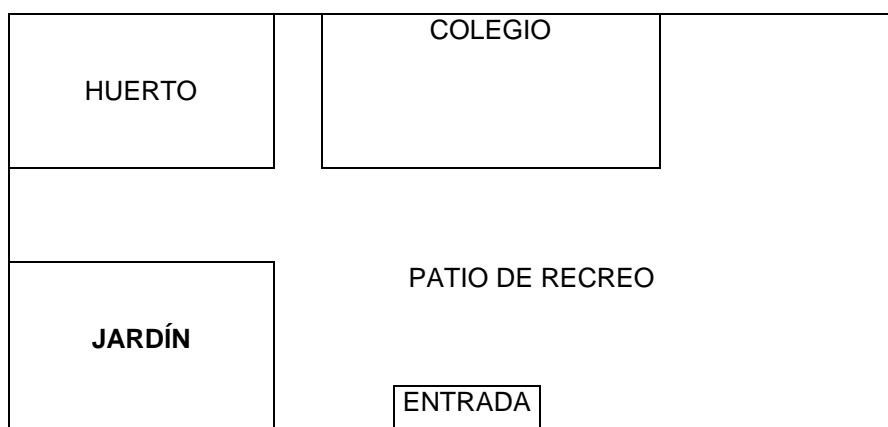 COLEGIO
HUERTO
PATIO DE RECREO
JARDÍN
ENTRADA